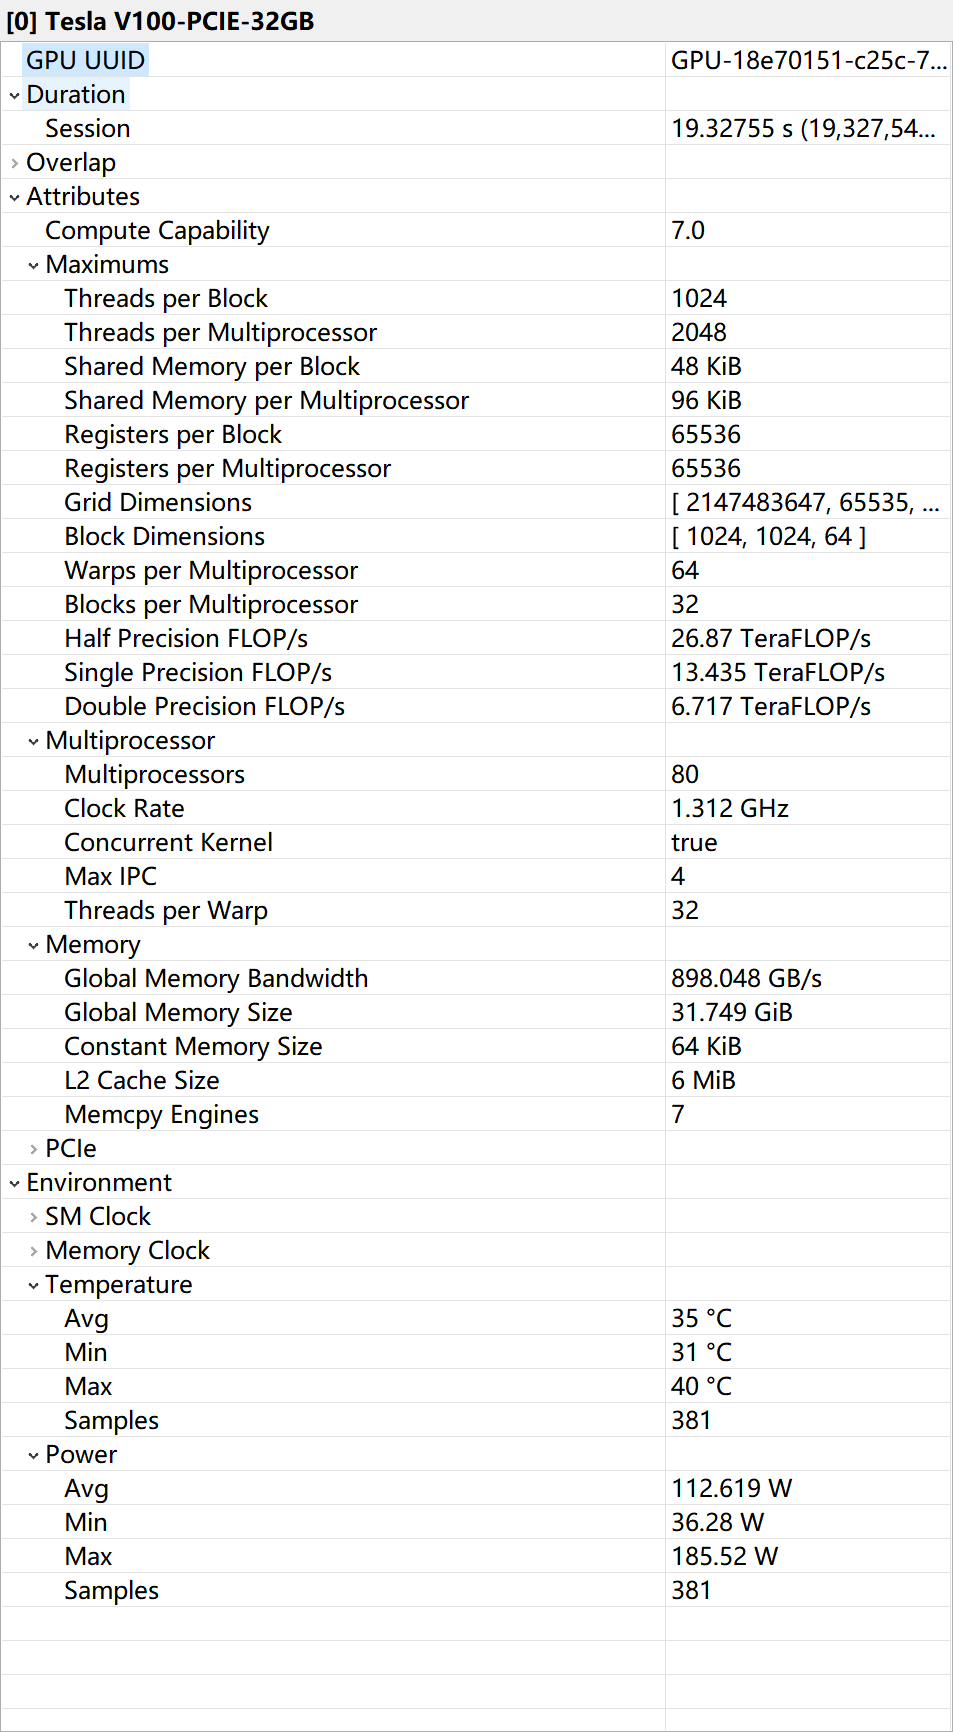 [0] Tesla V100-PCIE-32GB
GPU UUID GPU-18e70151-c25c-7...
Duration
Session 19.32755 s (19,327,54...
Overlap
Attributes
Compute Capability 7.0
Maximums
Threads per Block 1024
Threads per Multiprocessor 2048
Shared Memory per Block 48 KiB
Shared Memory per Multiprocessor 96 KiB
Registers per Block 65536
Registers per Multiprocessor 65536
Grid Dimensions [ 2147483647, 65535, ...
Block Dimensions [ 1024, 1024, 64 ]
Warps per Multiprocessor 64
Blocks per Multiprocessor 32
Half Precision FLOP/s 26.87 TeraFLOP/s
Single Precision FLOP/s 13.435 TeraFLOP/s
Double Precision FLOP/s 6.717 TeraFLOP/s
Multiprocessor
Multiprocessors 80
Clock Rate 1.312 GHz
Concurrent Kernel true
Max IPC 4
Threads per Warp 32
Memory
Global Memory Bandwidth 898.048 GB/s
Global Memory Size 31.749 GiB
Constant Memory Size 64 KiB
L2 Cache Size 6 MiB
Memcpy Engines 7
PCIe
Environment
SM Clock
Memory Clock
Temperature
Avg 35 °C
Min 31 °C
Max 40 °C
Samples 381
Power
Avg 112.619 W
Min 36.28 W
Max 185.52 W
Samples 381